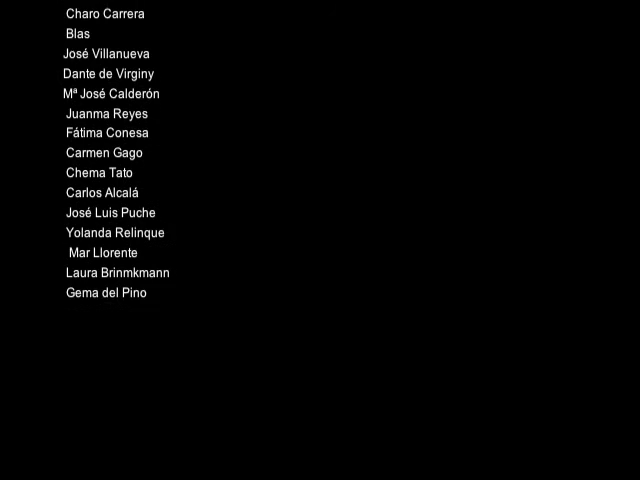 Charo Carrera
Blas
José Villanueva
Dante de Virginy
Mª José Calderón
Juanma Reyes
Fátima Conesa
Carmen Gago
Chema Tato
Carlos Alcalá
José Luis Puche
Yolanda Relinque
Mar Llorente
Laura Brinmkmann
Gema del Pino